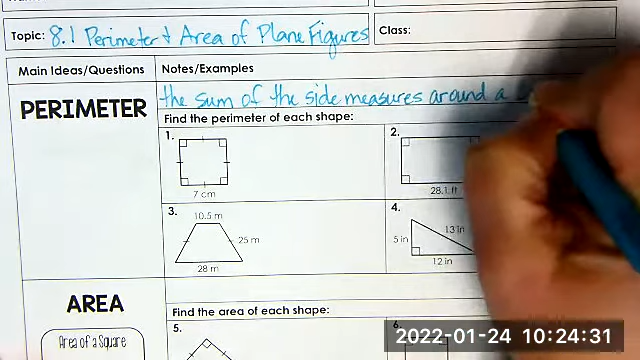 Topic: 8.1 Perimeter & Area of Plane Figures
Class:
Main Ideas/Questions
Notes/Examples
PERIMETER
the sum of the side measures around a
Find the perimeter of each shape:
1.
7 cm
2.
28.1 ft
3.
10.5 m
25 m
28 m
4.
5 in
13 in
12 in
AREA
Area of a Square
Find the area of each shape:
5.
6.
2022-01-24 10:24:31